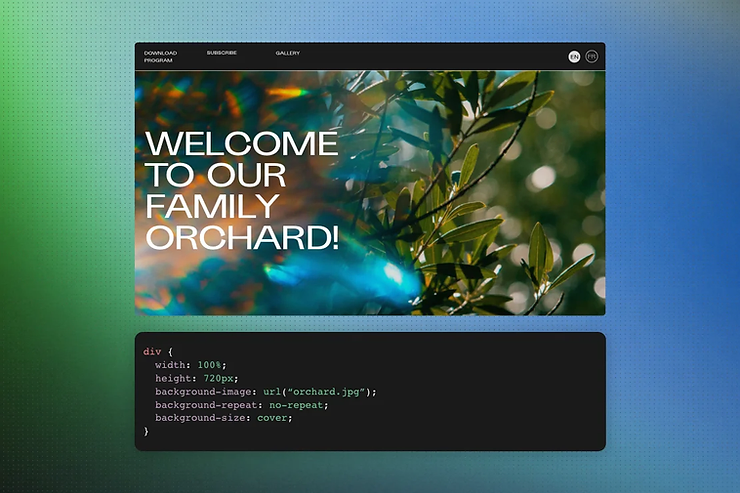 DOWNLOAD PROGRAM
SUBSCRIBE
GALLERY
EN
FR
WELCOME
TO OUR
FAMILY
ORCHARD!
div {
  width: 100%;
  height: 720px;
  background-image: url(“orchard.jpg”);
  background-repeat: no-repeat;
  background-size: cover;
}